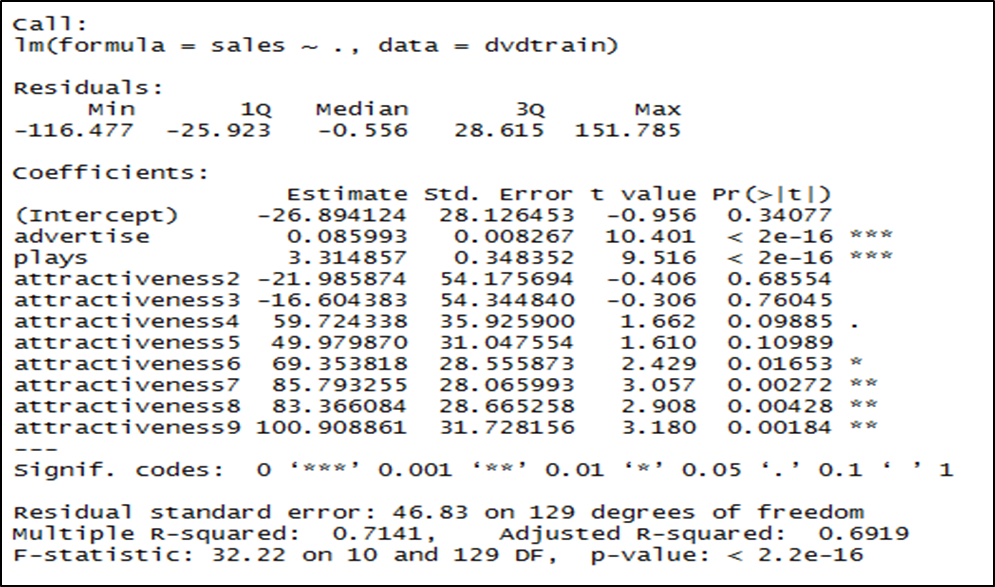 Call:
lm(formula = sales ~ ., data = dvdtrain)
Residuals:
Min 1Q Median 3Q Max
-116.477 -25.923 -0.556 28.615 151.785
Coefficients:
Estimate Std. Error t value Pr(>|t|)
(Intercept) -26.894124 28.126453 -0.956 0.34077
advertise 0.085993 0.008267 10.401 < 2e-16 ***
plays 3.314857 0.348352 9.516 < 2e-16 ***
attractiveness2 -21.985874 54.175694 -0.406 0.68554
attractiveness3 -16.604383 54.344840 -0.306 0.76045
attractiveness4 59.724338 35.925900 1.662 0.09885 .
attractiveness5 49.979870 31.047554 1.610 0.10989
attractiveness6 69.353818 28.555873 2.429 0.01653 *
attractiveness7 85.793255 28.065993 3.057 0.00272 **
attractiveness8 83.366084 28.665258 2.908 0.00428 **
attractiveness9 100.908861 31.728156 3.180 0.00184 **
---
Signif. codes: 0 ‘***’ 0.001 ‘**’ 0.01 ‘*’ 0.05 ‘.’ 0.1 ‘ ’ 1
Residual standard error: 46.83 on 129 degrees of freedom
Multiple R-squared: 0.7141, Adjusted R-squared: 0.6919
F-statistic: 32.22 on 10 and 129 DF, p-value: < 2.2e-16